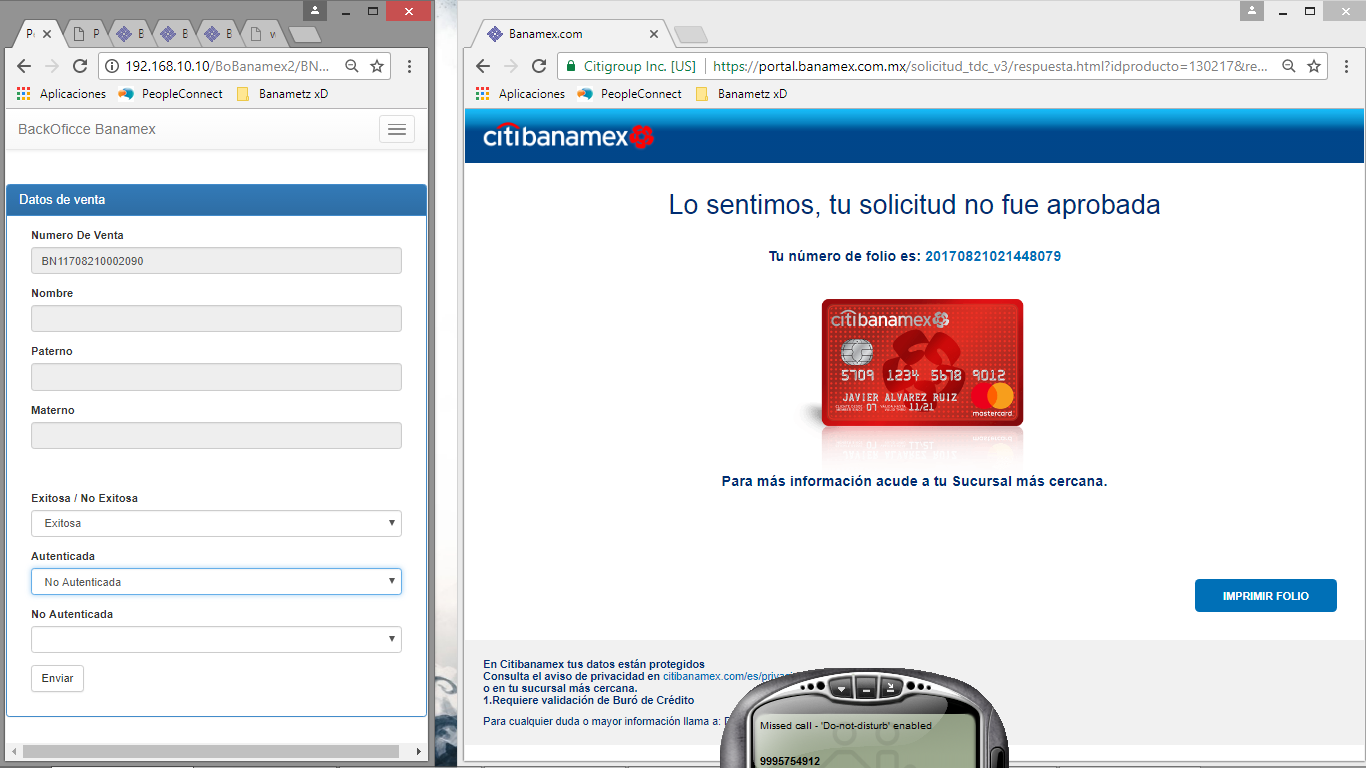 P
P
B
B
B
v
192.168.10.10/BoBanamex2/BN...
Aplicaciones
PeopleConnect
Banametz xD
BackOficce Banamex
Datos de venta
Numero De Venta
BN11708210002090
Nombre
Paterno
Materno
Exitosa / No Exitosa
Exitosa
Autenticada
No Autenticada
No Autenticada
Enviar
Banamex.com
Citigroup Inc. [US]
https://portal.banamex.com.mx/solicitud_tdc_v3/respuesta.html?idproducto=130217&re...
Aplicaciones
PeopleConnect
Banametz xD
citibanamex
Lo sentimos, tu solicitud no fue aprobada
Tu número de folio es: 20170821021448079
citibanamex
5709 1234 5678 9012
07 11/21
JAVIER ALVAREZ RUIZ
mastercard
Para más información acude a tu Sucursal más cercana.
IMPRIMIR FOLIO
En Citibanamex tus datos están protegidos
Consulta el aviso de privacidad en citibanamex.com/es/priva
o en tu sucursal más cercana.
1.Requiere validación de Buró de Crédito
Para cualquier duda o mayor información llama a:
Missed call - 'Do-not-disturb' enabled
9995754912